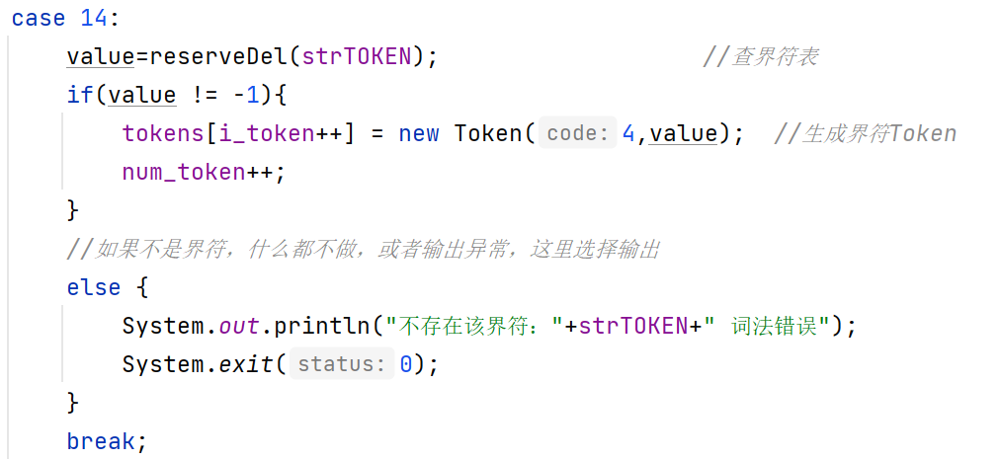 case 14:
    value=reserveDel(strTOKEN);                    //查界符表
    if(value != -1){
        tokens[i_token++] = new Token( code: 4,value);  //生成界符Token
        num_token++;
    }
    //如果不是界符，什么都不做，或者输出异常，这里选择输出
    else {
        System.out.println("不存在该界符："+strTOKEN+" 词法错误");
        System.exit( status: 0);
    }
    break;